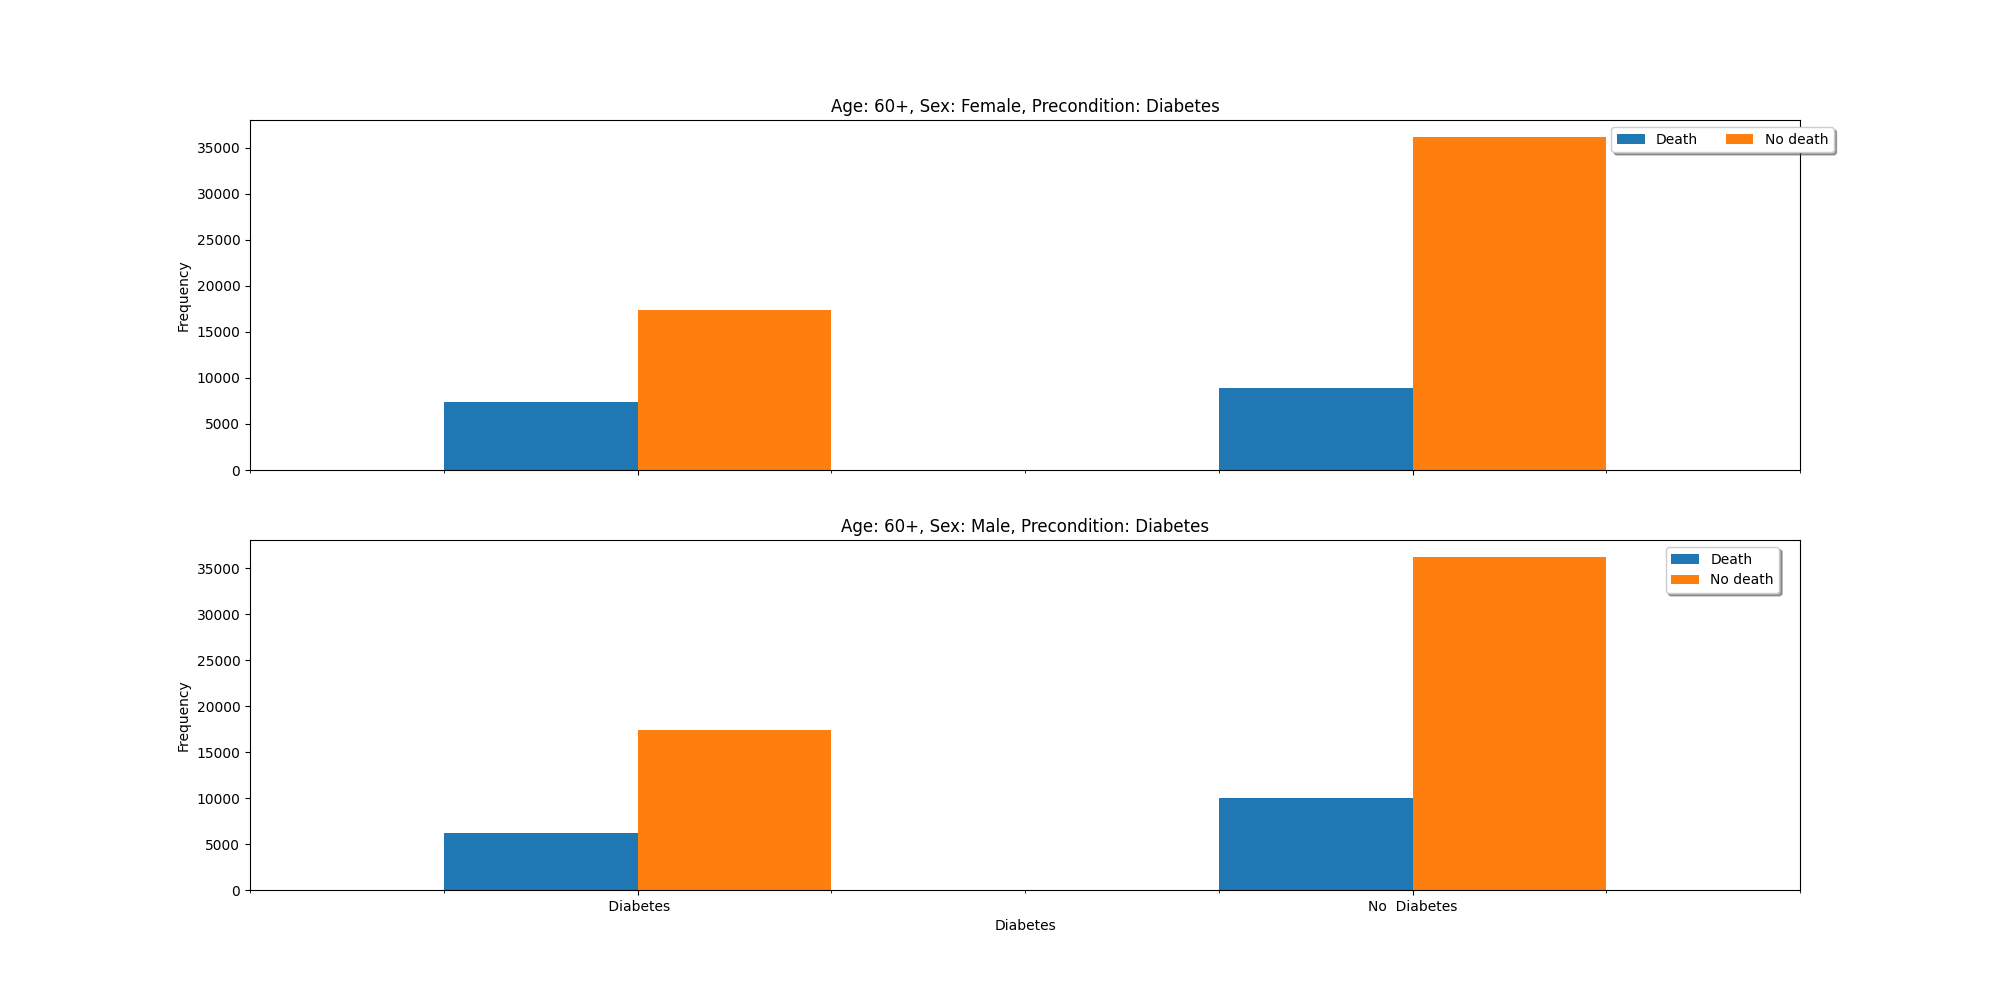 Age: 60+, Sex: Female, Precondition: Diabetes
Death No death
35000
30000
25000
20000
15000
10000
5000
0
Frequency
Age: 60+, Sex: Male, Precondition: Diabetes
Death
No death
35000
30000
25000
20000
15000
10000
5000
0
Frequency
Diabetes No  Diabetes
Diabetes